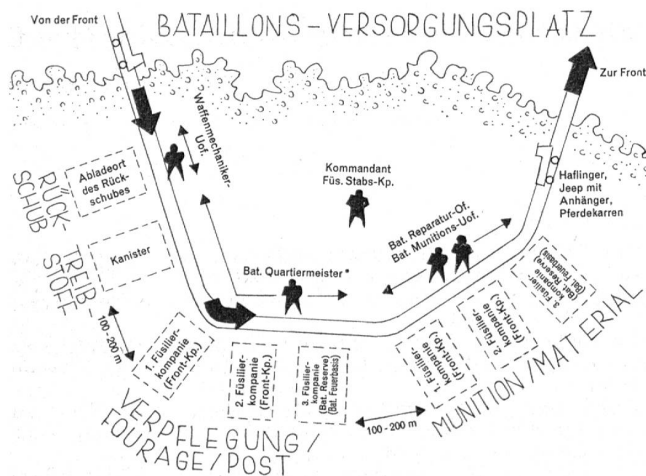 BATAILLONS-VERSORGUNGSPLATZ
Von der Front
Zur Front
Waffenmechaniker-
Uof.
Kommandant
Füs. Stabs-Kp.
Haflinger,
Jeep mit
Anhänger,
Pferdekarren
RÜCK-
SCHUB
Abladeort
des Rück-
schubes
TREIB-
STOFF
Kanister
Bat. Quartiermeister *
Bat. Reparatur-Of.
Bat. Munitions-Uof.
100-200 m
1. Füsilier-
kompanie
(Front-Kp.)
2. Füsilier-
kompanie
(Front-Kp.)
3. Füsilier-
kompanie
(Bat. Reserve)
(Bat. Feuerbasis)
VERPFLEGUNG/
FOURAGE/POST
100-200 m
1. Füsilier-
kompanie
(Front-Kp.)
2. Füsilier-
kompanie
(Front-Kp.)
3. Füsilier-
kompanie
(Bat. Reserve)
(Bat. Feuerbasis)
MUNITION/MATERIAL